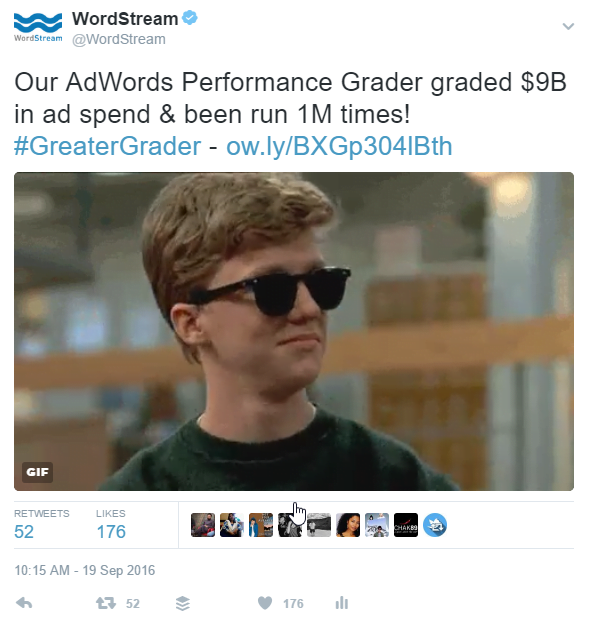 WordStream
WordStream
@WordStream
Our AdWords Performance Grader graded $9B
in ad spend & been run 1M times!
#GreaterGrader - ow.ly/BXGp304lBth
GIF
RETWEETS LIKES
52 176
CHAK89
10:15 AM - 19 Sep 2016
52 176